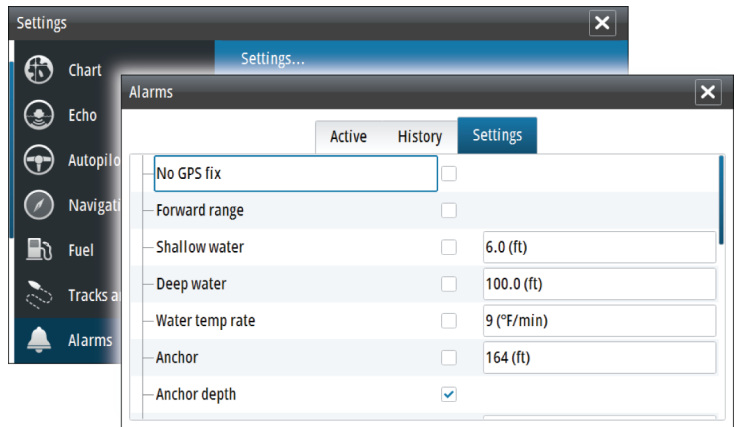 Settings
Settings...
Chart
Echo
Autopilo
Navigati
Fuel
Tracks a
Alarms
Alarms
Active History Settings
No GPS fix
Forward range
Shallow water 6.0 (ft)
Deep water 100.0 (ft)
Water temp rate 9 (°F/min)
Anchor 164 (ft)
Anchor depth